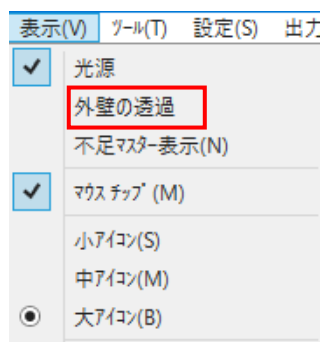 表示(V) ﾂｰﾙ(T) 設定(S) 出力
光源
外壁の透過
不足ﾏｽﾀｰ表示(N)
ﾏｳｽ ﾁｯﾌﾟ(M)
小ｱｲｺﾝ(S)
中ｱｲｺﾝ(M)
大ｱｲｺﾝ(B)